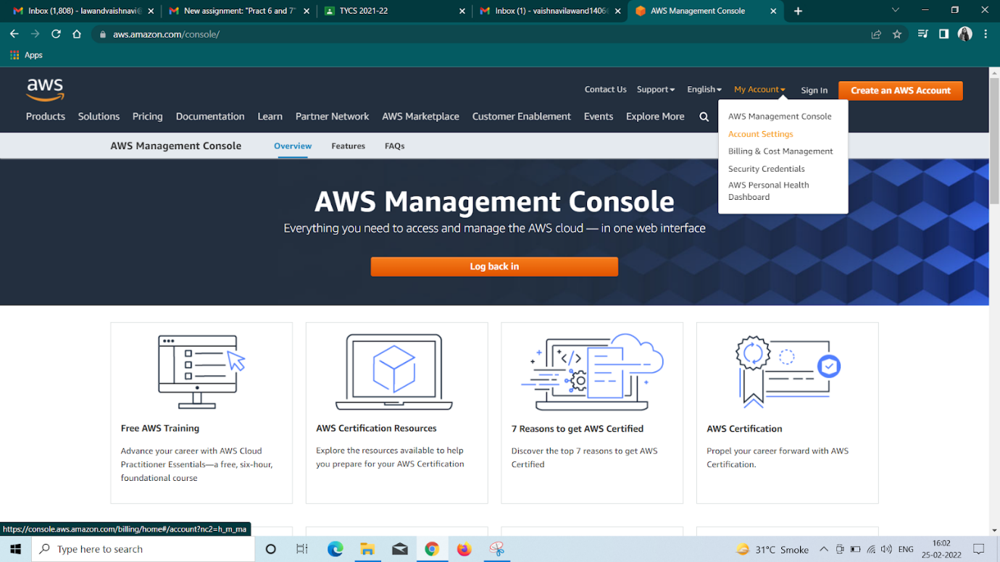 Inbox (1,808) - lawandvaishnavi@
New assignment: "Pract 6 and 7"
TYCS 2021-22
Inbox (1) - vaishnavilawand1406
AWS Management Console
aws.amazon.com/console/
Apps
aws
Contact Us Support English My Account Sign In Create an AWS Account
Products Solutions Pricing Documentation Learn Partner Network AWS Marketplace Customer Enablement Events Explore More
AWS Management Console
Account Settings
Billing & Cost Management
Security Credentials
AWS Personal Health
Dashboard
AWS Management Console Overview Features FAQs
AWS Management Console
Everything you need to access and manage the AWS cloud — in one web interface
Log back in
Free AWS Training
Advance your career with AWS Cloud
Practitioner Essentials—a free, six-hour,
foundational course
AWS Certification Resources
Explore the resources available to help
you prepare for your AWS Certification
7 Reasons to get AWS Certified
Discover the top 7 reasons to get AWS
Certified
AWS Certification
Propel your career forward with AWS
Certification.
https://console.aws.amazon.com/billing/home#/account?nc2=h_m_ma
Type here to search
31°C Smoke
ENG
16:02
25-02-2022